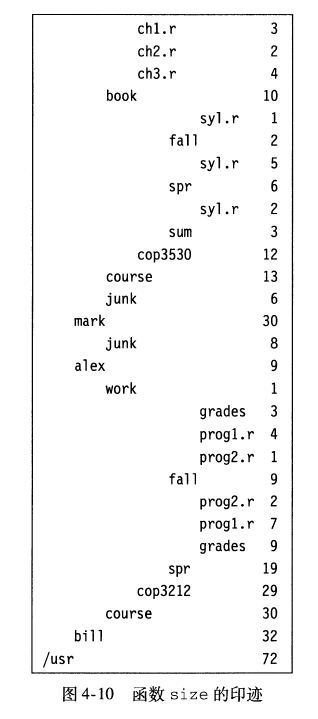 ch1.r 3
ch2.r 2
ch3.r 4
book 10
syl.r 1
fall 2
syl.r 5
spr 6
syl.r 2
sum 3
cop3530 12
course 13
junk 6
mark 30
junk 8
alex 9
work 1
grades 3
prog1.r 4
prog2.r 1
fall 9
prog2.r 2
prog1.r 7
grades 9
spr 19
cop3212 29
course 30
bill 32
/usr 72
图4-10 函数 size 的印迹